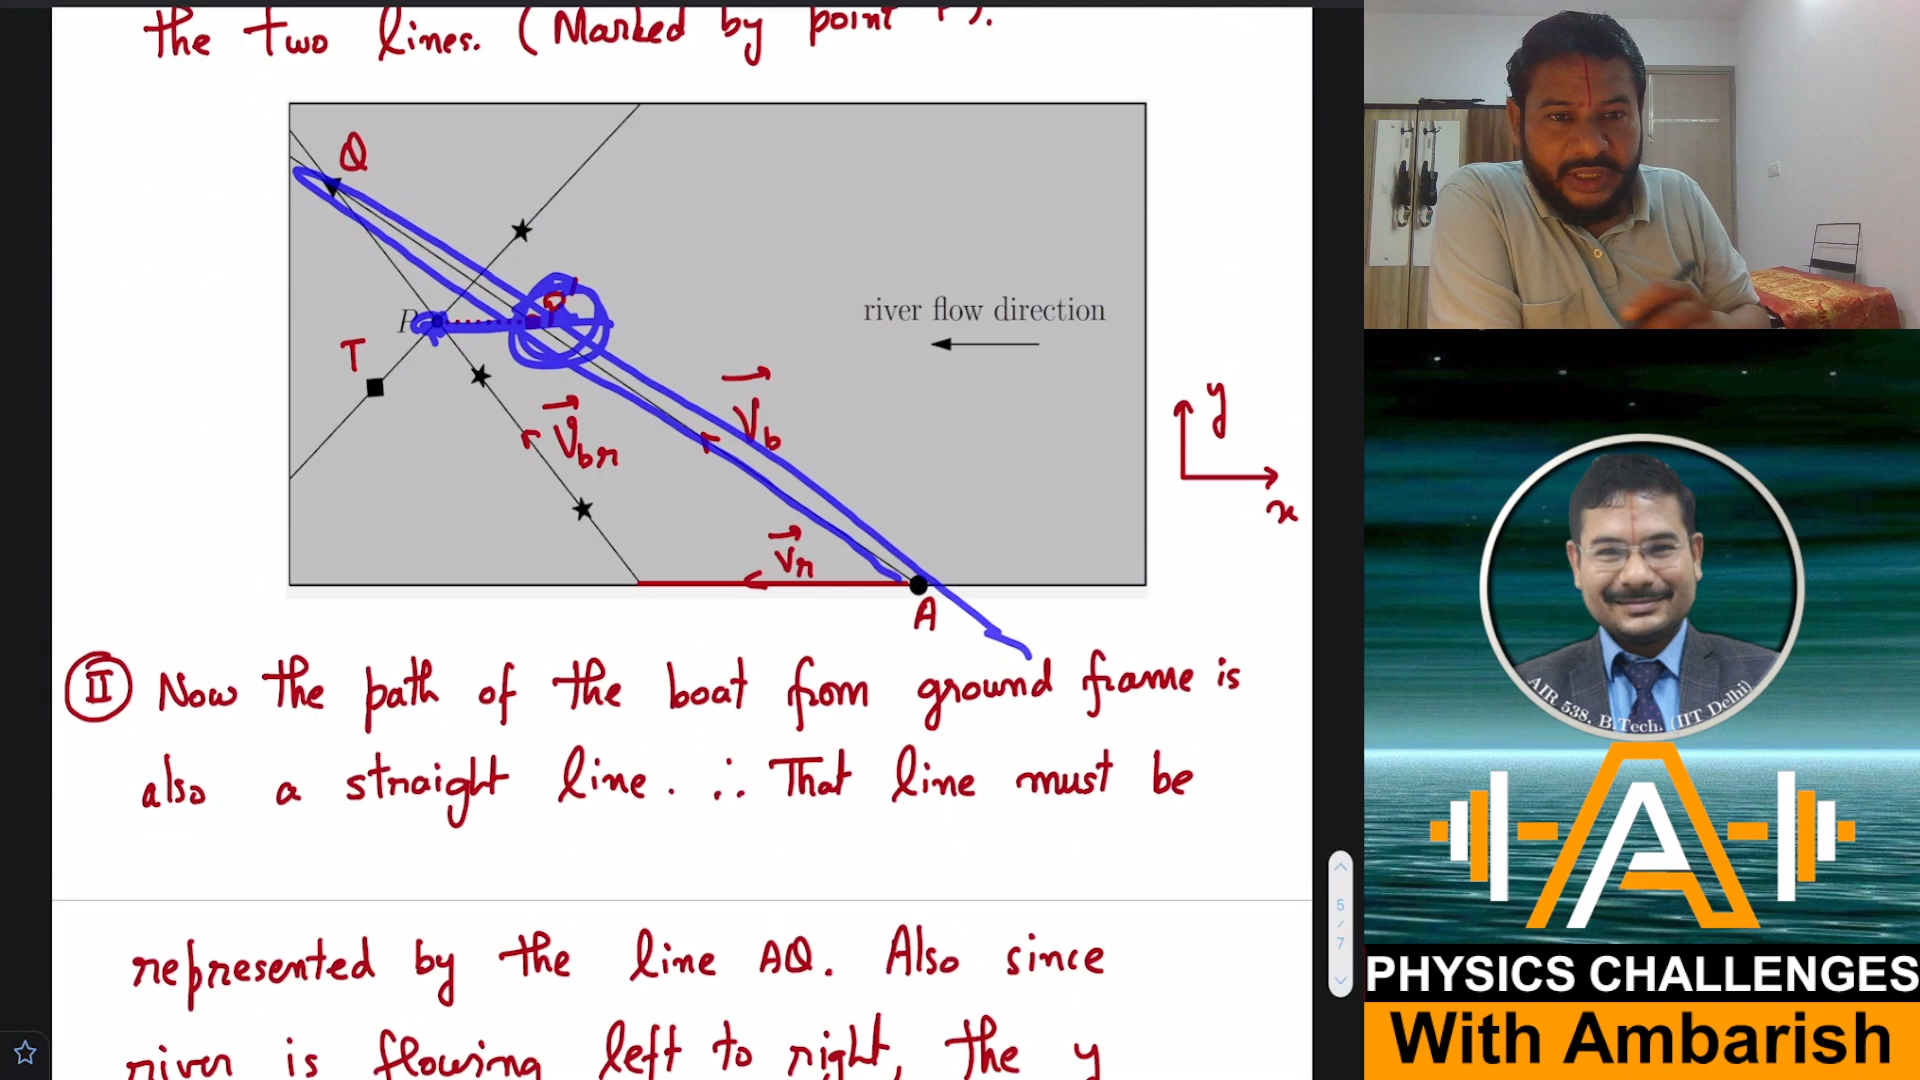 the two lines. (Marked by point P).
Q
P'
P
T
river flow direction
V_b
V_br
V_r
A
y
x
II Now the path of the boat from ground frame is
also a straight line. ∴ That line must be
represented by the line AQ. Also since
river is flowing left to right, the y
5
/
7
AIR 538, B.Tech. (IIT Delhi)
PHYSICS CHALLENGES
With Ambarish